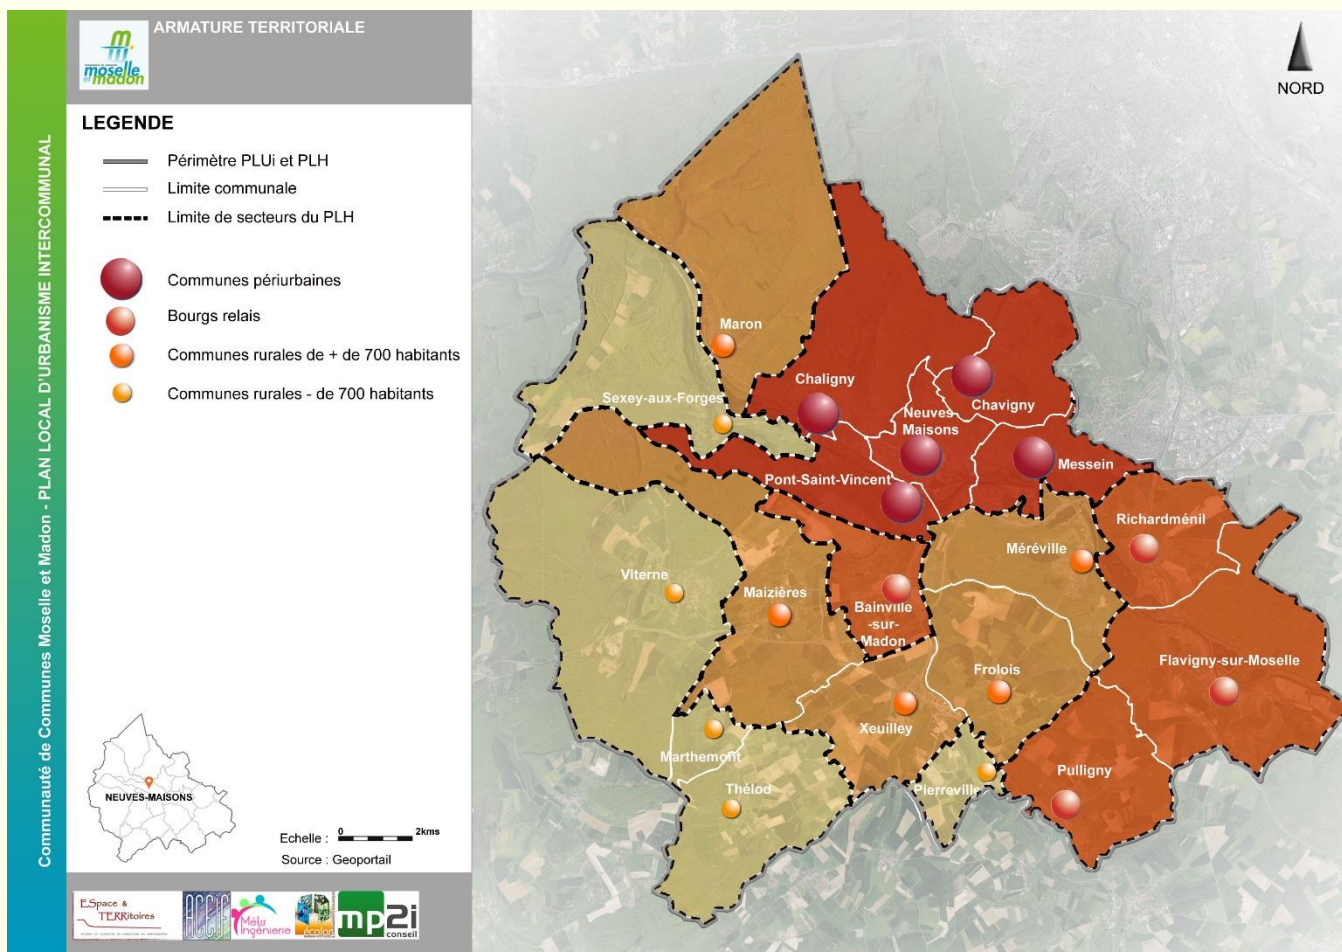 Communauté de Communes Moselle et Madon - PLAN LOCAL D'URBANISME INTERCOMMUNAL
moselle
et madon
ARMATURE TERRITORIALE
LEGENDE
Périmètre PLUi et PLH
Limite communale
Limite de secteurs du PLH
Communes périurbaines
Bourgs relais
Communes rurales de + de 700 habitants
Communes rurales - de 700 habitants
NEUVES-MAISONS
Echelle :
0
2kms
Source : Geoportail
ESpace &
TERRitoires
ACCIF
Mélis
Ingénierie
mp2i
conseil
NORD
Maron
Chaligny
Sexey-aux-Forges
Neuves
Maisons
Chavigny
Messein
Pont-Saint-Vincent
Richardménil
Méréville
Viterne
Maizières
Bainville
-sur-
Madon
Flavigny-sur-Moselle
Frolois
Xeuilley
Marthemont
Pulligny
Thélod
Pierreville